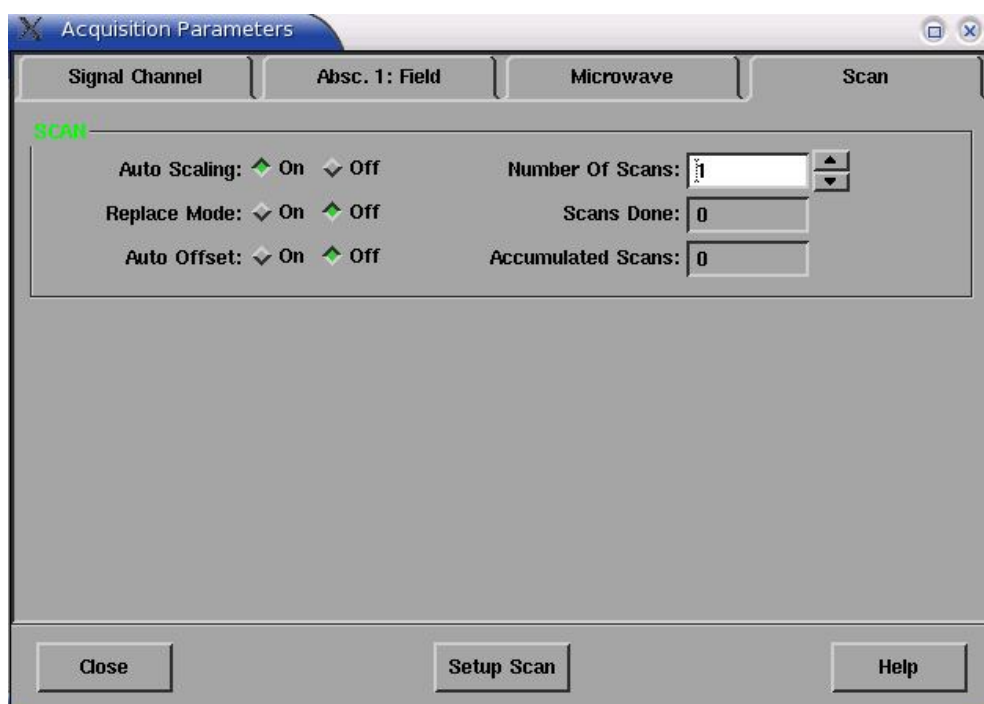 Acquisition Parameters
Signal Channel Absc. 1: Field Microwave Scan
SCAN
Auto Scaling: On Off Number Of Scans: 1
Replace Mode: On Off Scans Done: 0
Auto Offset: On Off Accumulated Scans: 0
Close Setup Scan Help